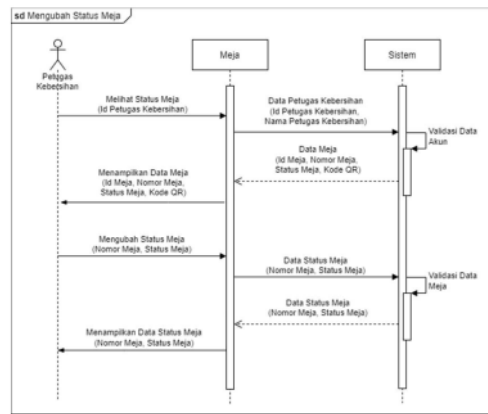 sd Mengubah Status Meja
Petugas
Kebersihan
Meja
Sistem
Melihat Status Meja
(Id Petugas Kebersihan)
Data Petugas Kebersihan
(Id Petugas Kebersihan,
Nama Petugas Kebersihan)
Validasi Data
Akun
Data Meja
(Id Meja, Nomor Meja,
Status Meja, Kode QR)
Menampilkan Data Meja
(Id Meja, Nomor Meja,
Status Meja, Kode QR)
Mengubah Status Meja
(Nomor Meja, Status Meja)
Data Status Meja
(Nomor Meja, Status Meja)
Validasi Data
Meja
Data Status Meja
(Nomor Meja, Status Meja)
Menampilkan Data Status Meja
(Nomor Meja, Status Meja)